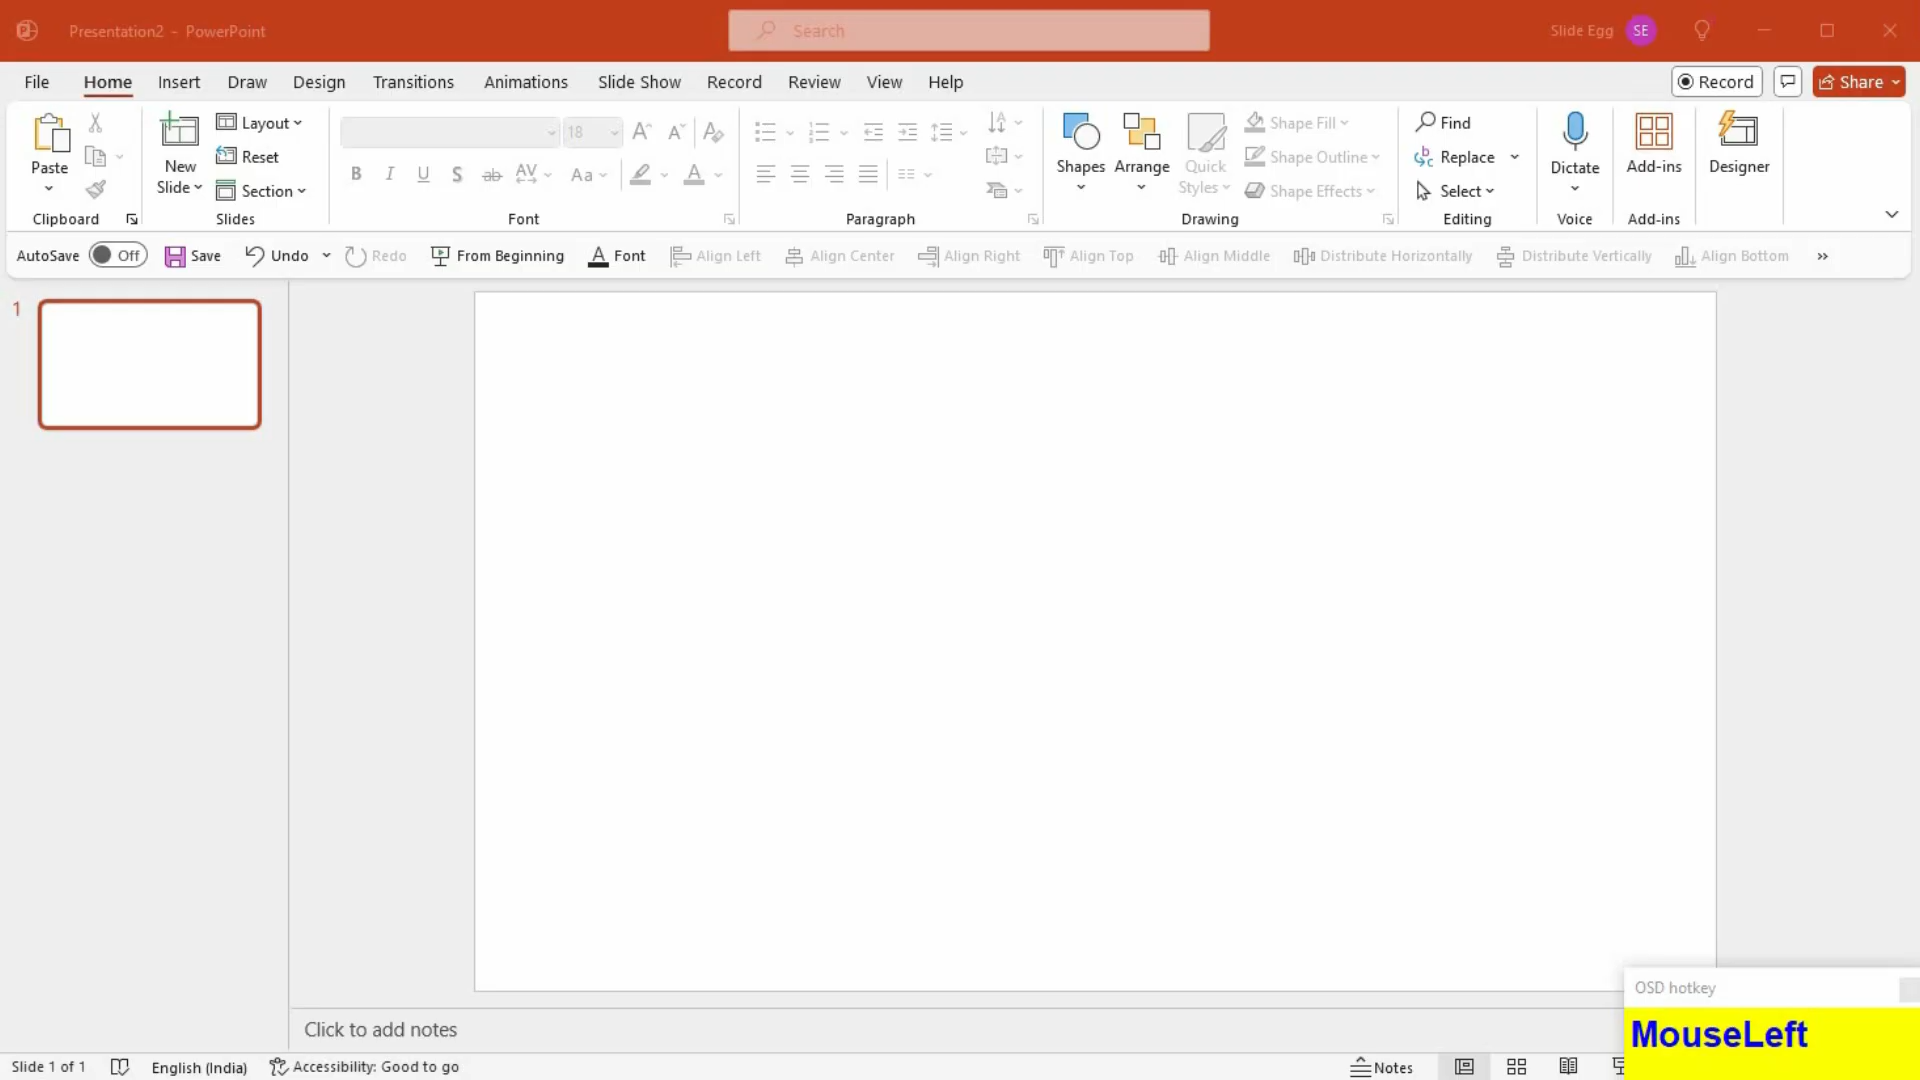 Presentation2 - PowerPoint
Search
Slide Egg SE
File Home Insert Draw Design Transitions Animations Slide Show Record Review View Help
Record Share
Paste
New Slide
Layout
Reset
Section
18
B I U S ab AV Aa A
Shapes Arrange Quick Styles
Shape Fill
Shape Outline
Shape Effects
Find
Replace
Select
Dictate
Add-ins
Designer
Clipboard Slides Font Paragraph Drawing Editing Voice Add-ins
AutoSave Off Save Undo Redo From Beginning Font Align Left Align Center Align Right Align Top Align Middle Distribute Horizontally Distribute Vertically Align Bottom
1
OSD hotkey
MouseLeft
Click to add notes
Slide 1 of 1 English (India) Accessibility: Good to go Notes